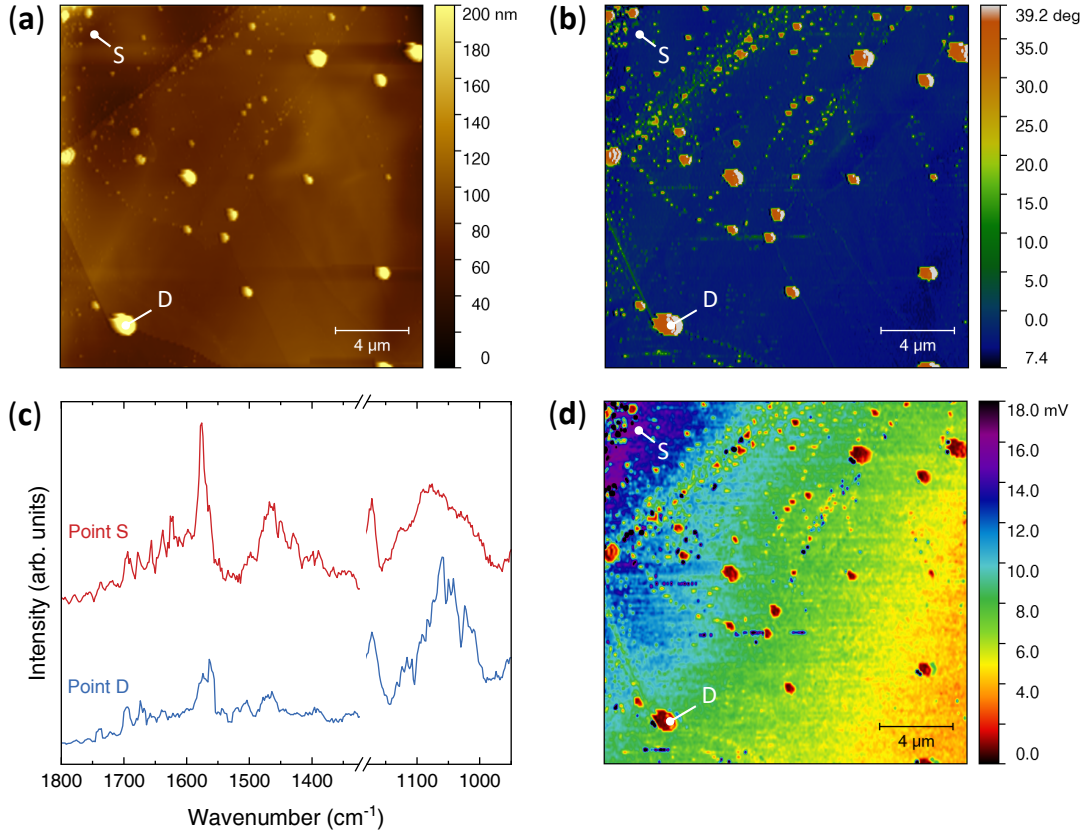 (a)
S
D
4 μm
200 nm
180
160
140
120
100
80
60
40
0
(b)
4 μm
39.2 deg
35.0
30.0
25.0
20.0
15.0
10.0
5.0
0.0
7.4
(c)
Point S
Point D
Intensity (arb. units)
1800
1700
1600
1500
1400
1100
1000
Wavenumber (cm⁻¹)
(d)
S
D
4 μm
18.0 mV
16.0
14.0
12.0
10.0
8.0
6.0
4.0
2.0
0.0